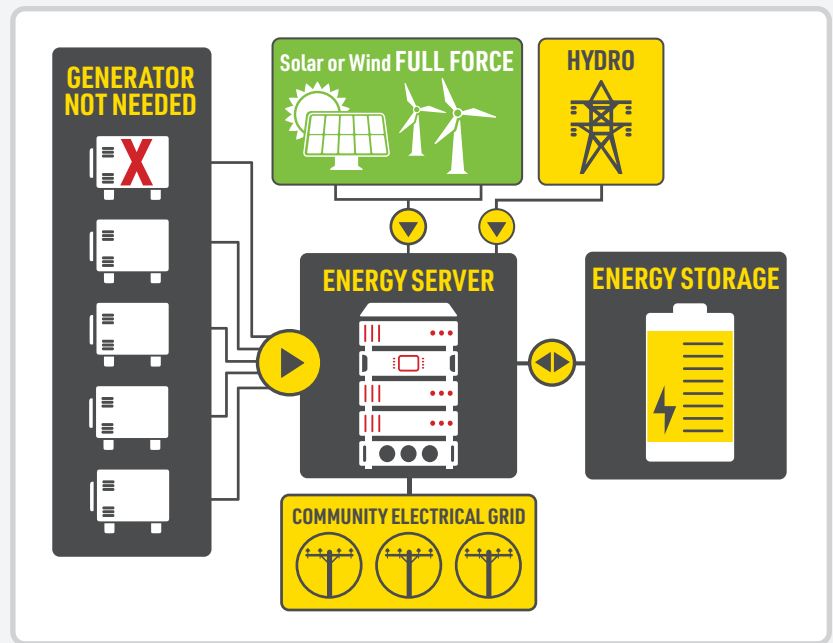 GENERATOR
NOT NEEDED
X
Solar or Wind FULL FORCE
HYDRO
ENERGY SERVER
ENERGY STORAGE
COMMUNITY ELECTRICAL GRID